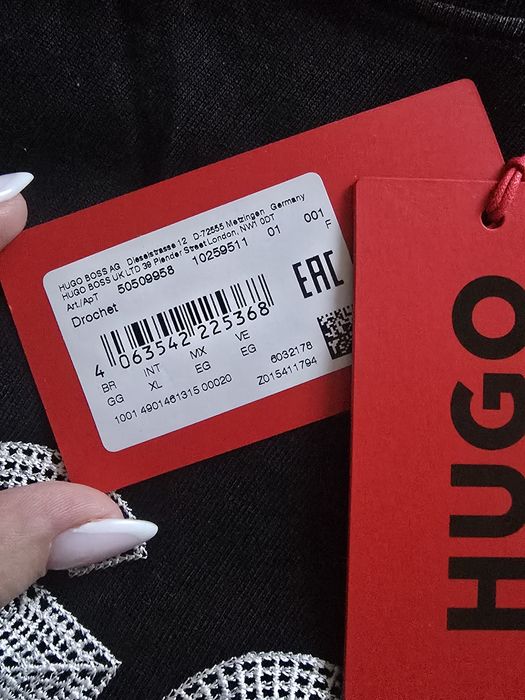 HUGO BOSS AG Dieselstrasse 12 D-72555 Metzingen Germany
HUGO BOSS UK LTD 39 Plender Street London, NW1 0DT
Art./ApT 50509958 10259511 01 001
Drochet F
EAC
4 063542 225368
BR INT MX VE
GG XL EG EG
6032178
1001 4901461315 00020 Z015411794
HUGO